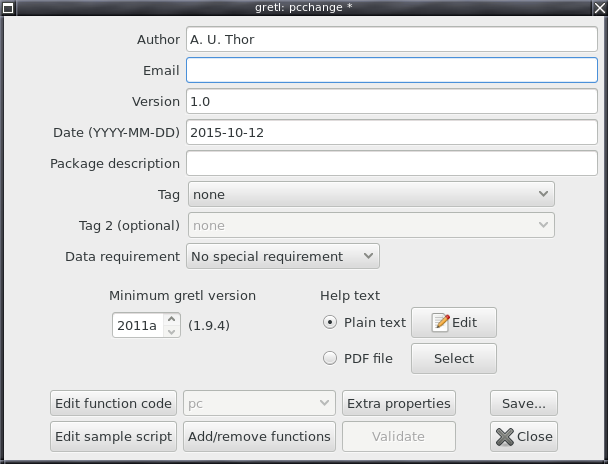 gretl: pcchange *
Author A. U. Thor
Email
Version 1.0
Date (YYYY-MM-DD) 2015-10-12
Package description
Tag none
Tag 2 (optional) none
Data requirement No special requirement
Minimum gretl version Help text
2011a (1.9.4) Plain text Edit
PDF file Select
Edit function code pc Extra properties Save...
Edit sample script Add/remove functions Validate Close